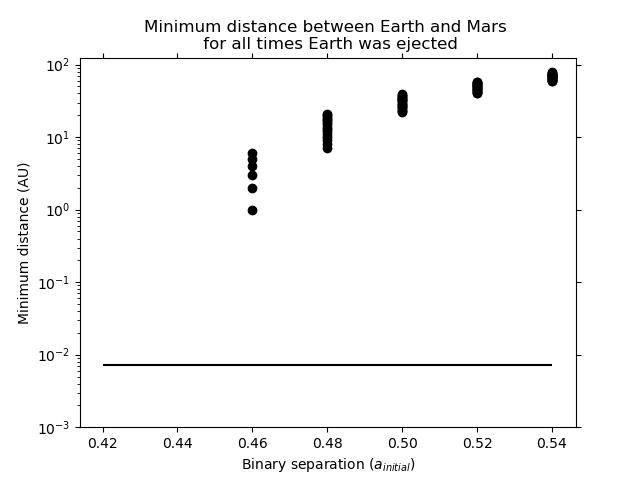 Minimum distance between Earth and Mars
for all times Earth was ejected
Minimum distance (AU)
10²
10¹
10⁰
10⁻¹
10⁻²
10⁻³
0.42 0.44 0.46 0.48 0.50 0.52 0.54
Binary separation (a_initial)